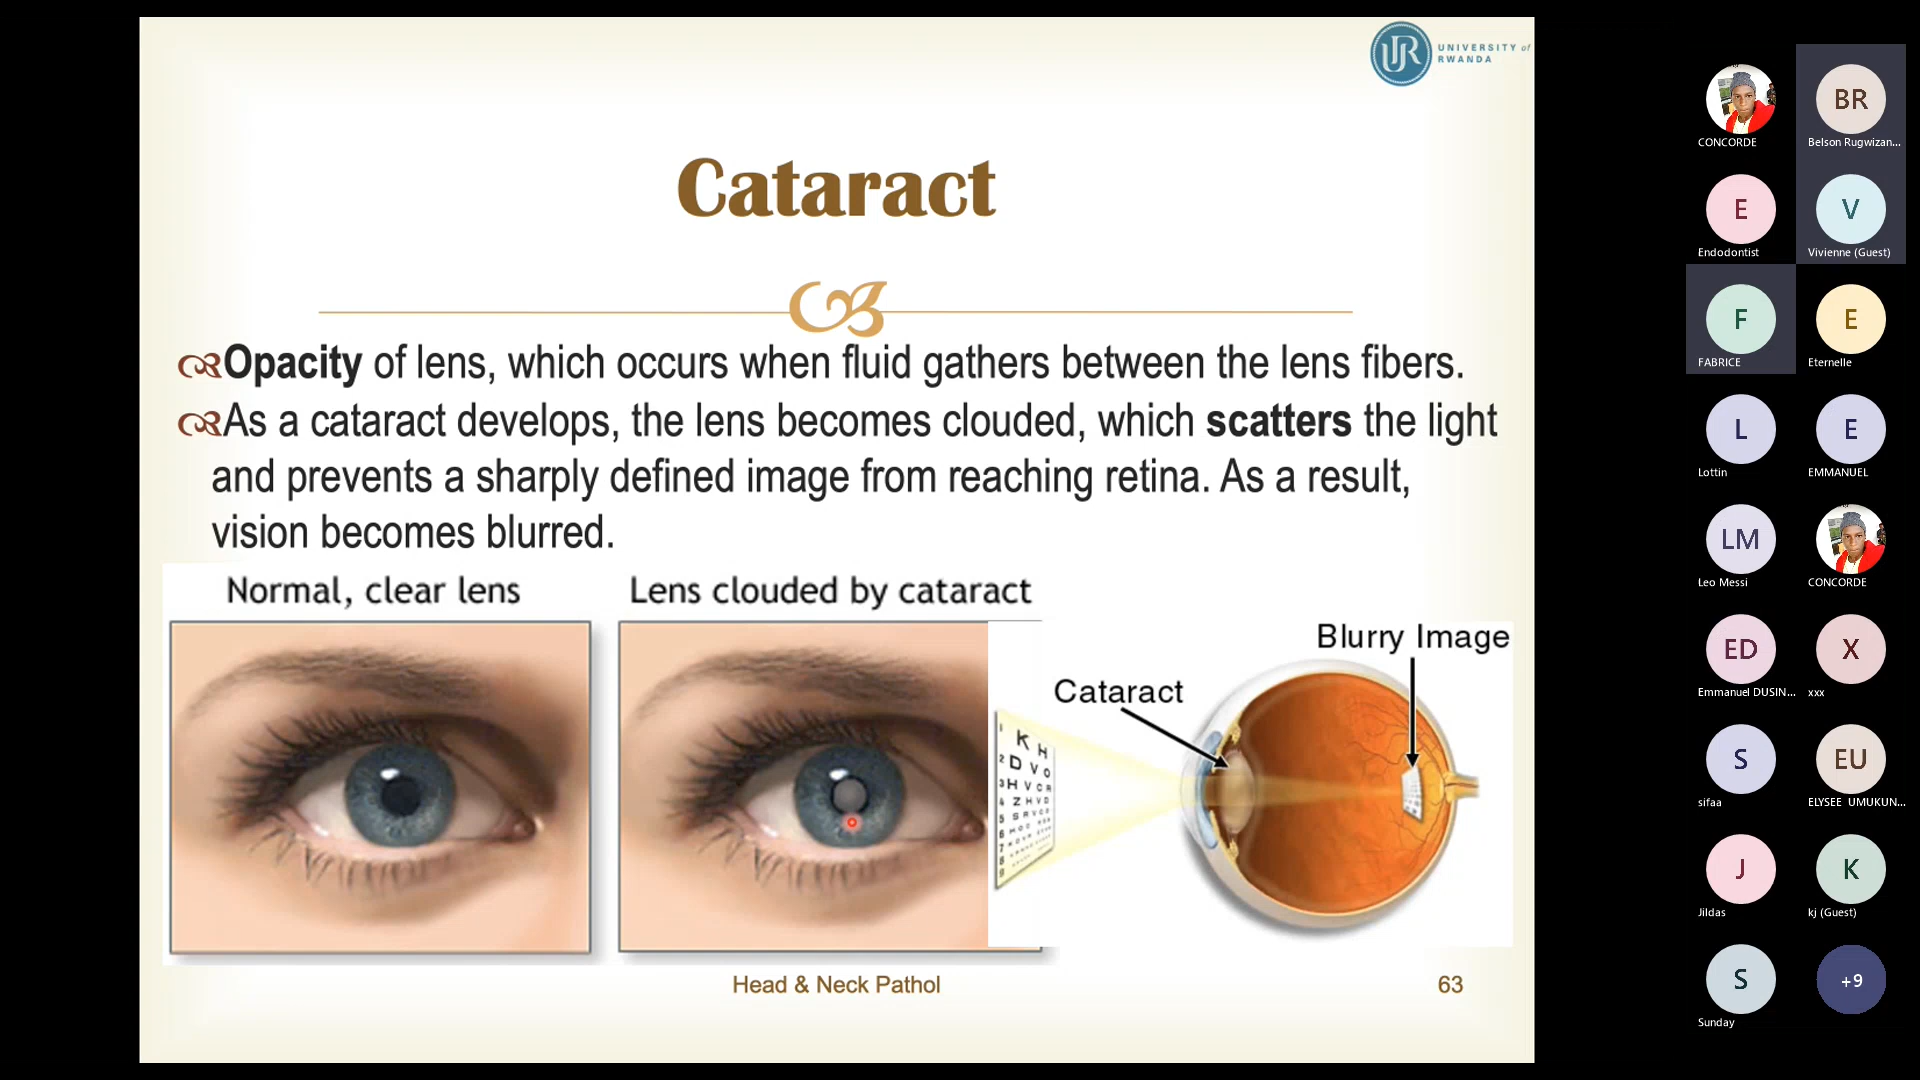 UNIVERSITY of
RWANDA
Cataract
Opacity of lens, which occurs when fluid gathers between the lens fibers.
As a cataract develops, the lens becomes clouded, which scatters the light
and prevents a sharply defined image from reaching retina. As a result,
vision becomes blurred.
Normal, clear lens
Lens clouded by cataract
Blurry Image
Cataract
K H
D V O
H V C R
Z H V D
Head & Neck Pathol
63
CONCORDE
BR
Belson Rugwizan...
E
Endodontist
V
Vivienne (Guest)
F
FABRICE
E
Eternelle
L
Lottin
E
EMMANUEL
LM
Leo Messi
CONCORDE
ED
Emmanuel DUSIN...
X
xxx
S
sifaa
EU
ELYSEE UMUKUN...
J
Jildas
K
kj (Guest)
S
Sunday
+9